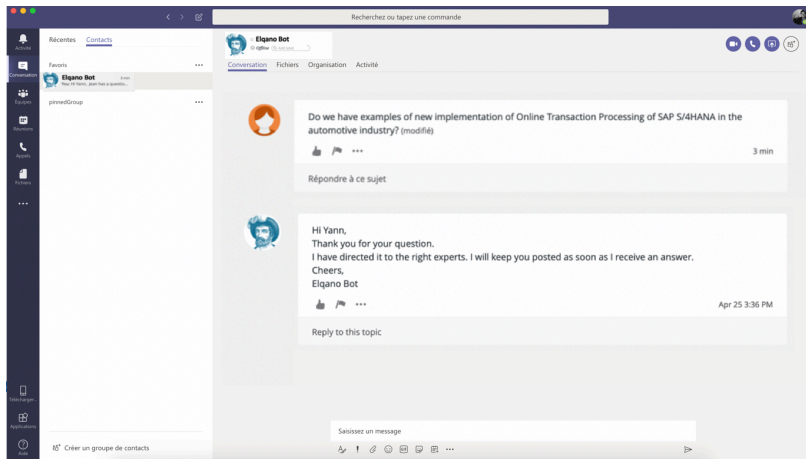 Recherchez ou tapez une commande
Activité
Conversation
Équipes
Réunions
Appels
Fichiers
Télécharger...
Applications
Aide
Récentes
Contacts
Favoris
Elqano Bot
pinnedGroup
Créer un groupe de contacts
Elqano Bot
Offline
Conversation Fichiers Organisation Activité
Do we have examples of new implementation of Online Transaction Processing of SAP S/4HANA in the
automotive industry? (modifié)
3 min
Répondre à ce sujet
Hi Yann,
Thank you for your question.
I have directed it to the right experts. I will keep you posted as soon as I receive an answer.
Cheers,
Elqano Bot
Apr 25 3:36 PM
Reply to this topic
Saisissez un message